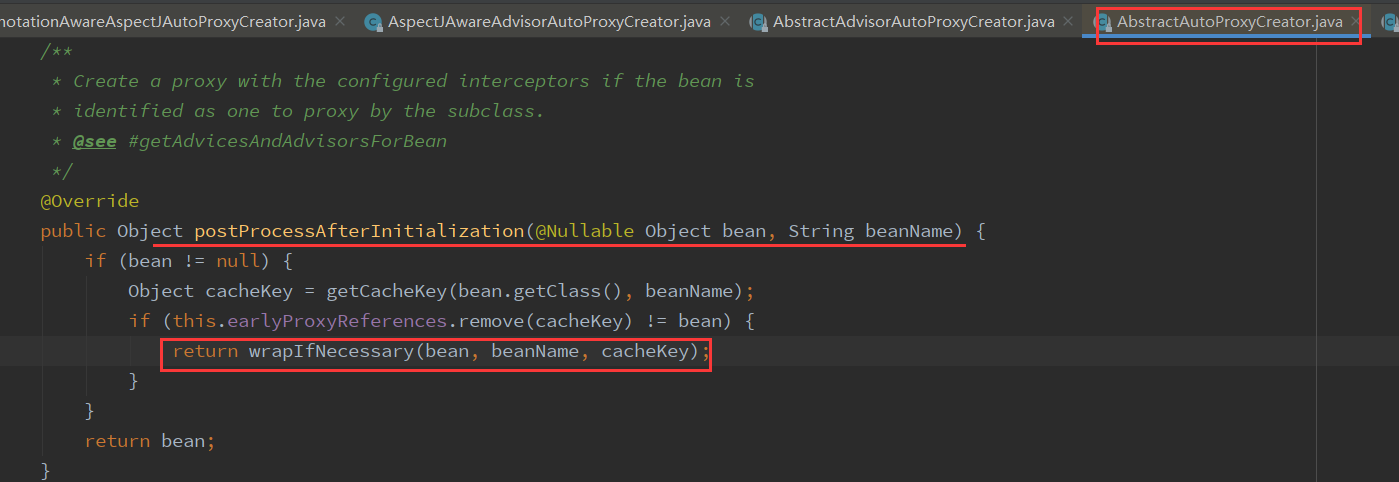 notationAwareAspectJAutoProxyCreator.java × AspectJAwareAdvisorAutoProxyCreator.java × AbstractAdvisorAutoProxyCreator.java × AbstractAutoProxyCreator.java ×
/**
* Create a proxy with the configured interceptors if the bean is
* identified as one to proxy by the subclass.
* @see #getAdvicesAndAdvisorsForBean
*/
@Override
public Object postProcessAfterInitialization(@Nullable Object bean, String beanName) {
if (bean != null) {
Object cacheKey = getCacheKey(bean.getClass(), beanName);
if (this.earlyProxyReferences.remove(cacheKey) != bean) {
return wrapIfNecessary(bean, beanName, cacheKey);
}
}
return bean;
}